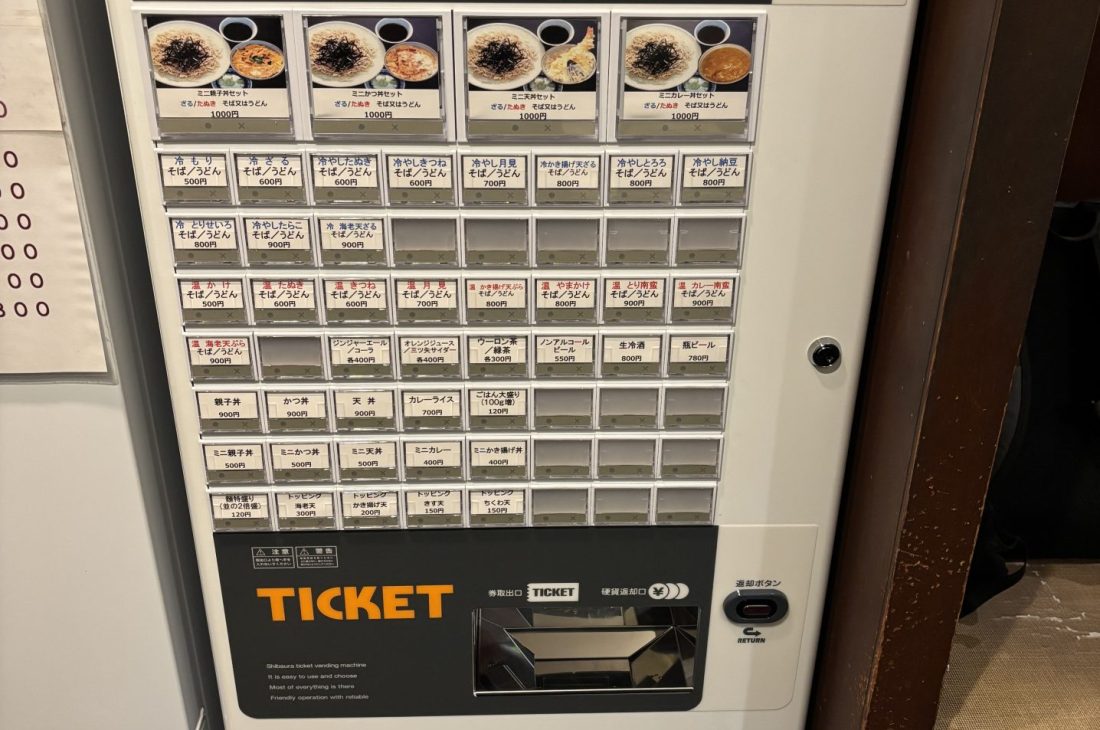 0
0
00
00
00
800
ミニ親子丼セット
ざる/たぬき そば又はうどん
1000円
ミニかつ丼セット
ざる/たぬき そば又はうどん
1000円
ミニ天丼セット
ざる/たぬき そば又はうどん
1000円
ミニカレー丼セット
ざる/たぬき そば又はうどん
1000円
冷 もり
そば/うどん
500円
冷 ざる
そば/うどん
600円
冷やしたぬき
そば/うどん
600円
冷やしきつね
そば/うどん
600円
冷やし月見
そば/うどん
700円
冷かき揚げ天ざる
そば/うどん
800円
冷やしとろろ
そば/うどん
800円
冷やし納豆
そば/うどん
800円
冷 とりせいろ
そば/うどん
800円
冷やしたらこ
そば/うどん
900円
冷 海老天ざる
そば/うどん
900円
温 かけ
そば/うどん
500円
温 たぬき
そば/うどん
600円
温 きつね
そば/うどん
600円
温 月見
そば/うどん
700円
温 かき揚げ天ぷら
そば/うどん
800円
温 やまかけ
そば/うどん
800円
温 とり南蛮
そば/うどん
900円
温 カレー南蛮
そば/うどん
900円
温 海老天ぷら
そば/うどん
900円
ジンジャーエール
/コーラ
各400円
オレンジジュース
/三ツ矢サイダー
各400円
ウーロン茶
/緑茶
各300円
ノンアルコール
ビール
550円
生冷酒
800円
瓶ビール
780円
親子丼
900円
かつ丼
900円
天丼
900円
カレーライス
700円
ごはん大盛り
(100g増)
120円
ミニ親子丼
500円
ミニかつ丼
500円
ミニ天丼
500円
ミニカレー
400円
ミニかき揚げ丼
400円
麺特盛り
(並の2倍盛)
120円
トッピング
海老天
300円
トッピング
かき揚げ天
200円
トッピング
きす天
150円
トッピング
ちくわ天
150円
注意
警告
TICKET
券取出口 TICKET
硬貨返却口 ¥
返却ボタン
RETURN
Shibaura ticket vending machine
It is easy to use and choose
Most of everything is there
Friendly operation with reliable